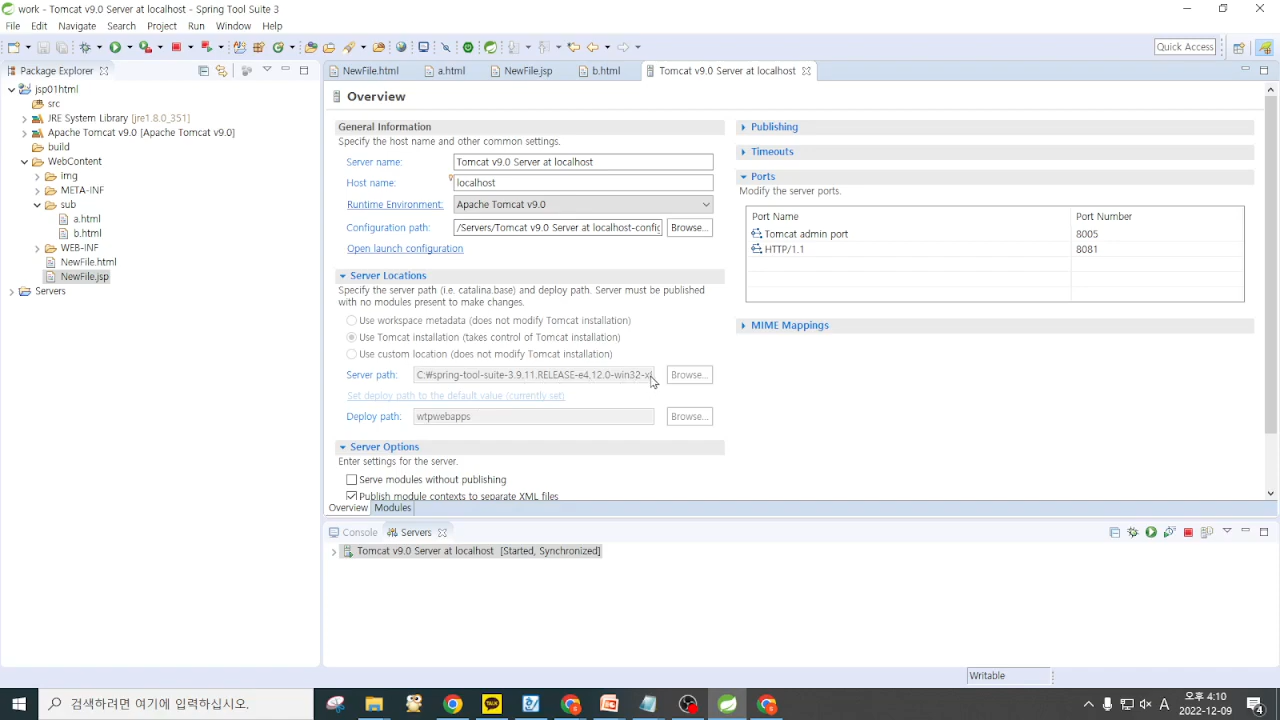 work - Tomcat v9.0 Server at localhost - Spring Tool Suite 3
File Edit Navigate Search Project Run Window Help
Quick Access
Package Explorer
jsp01html
src
JRE System Library [jre1.8.0_351]
Apache Tomcat v9.0 [Apache Tomcat v9.0]
build
WebContent
img
META-INF
sub
a.html
b.html
WEB-INF
NewFile.html
NewFile.jsp
Servers
NewFile.html a.html NewFile.jsp b.html Tomcat v9.0 Server at localhost
Overview
General Information
Specify the host name and other common settings.
Server name: Tomcat v9.0 Server at localhost
Host name: localhost
Runtime Environment: Apache Tomcat v9.0
Configuration path: /Servers/Tomcat v9.0 Server at localhost-config Browse...
Open launch configuration
Server Locations
Specify the server path (i.e. catalina.base) and deploy path. Server must be published
with no modules present to make changes.
Use workspace metadata (does not modify Tomcat installation)
Use Tomcat installation (takes control of Tomcat installation)
Use custom location (does not modify Tomcat installation)
Server path: C:₩spring-tool-suite-3.9.11.RELEASE-e4.12.0-win32-x Browse...
Set deploy path to the default value (currently set)
Deploy path: wtpwebapps Browse...
Server Options
Enter settings for the server.
Serve modules without publishing
Publish module contexts to separate XML files
Publishing
Timeouts
Ports
Modify the server ports.
Port Name Port Number
Tomcat admin port 8005
HTTP/1.1 8081
MIME Mappings
Overview Modules
Console Servers
Tomcat v9.0 Server at localhost [Started, Synchronized]
Writable
검색하려면 여기에 입력하십시오.
TALK
A
오후 4:10
2022-12-09
4